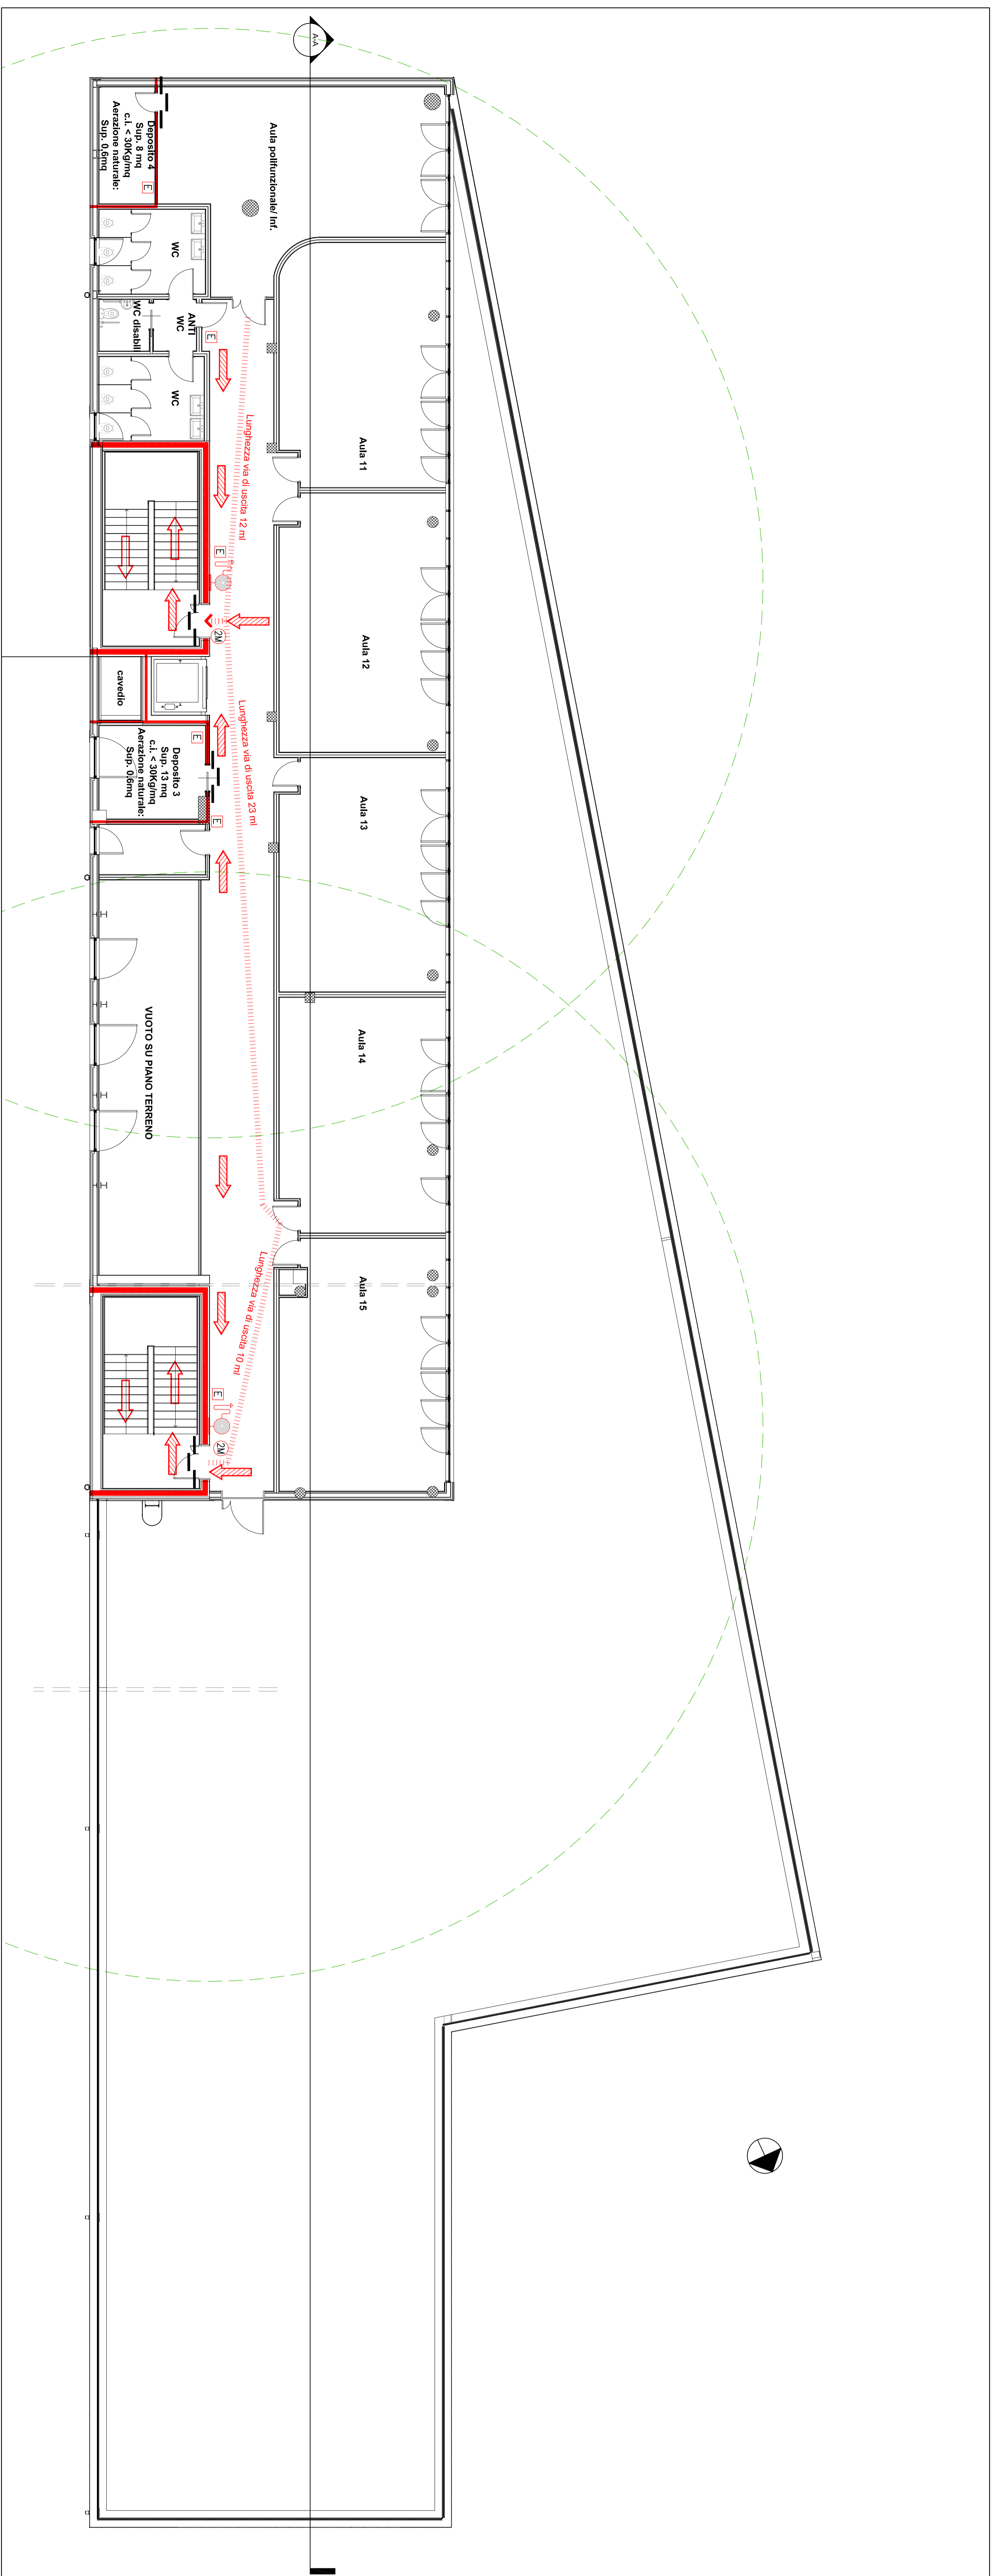 A-A
Deposito 4
Sup. 8 mq
c.i. < 30Kg/mq
Aerazione naturale:
Sup. 0,6mq
E
Aula polifunzionale/ Inf.
WC
WC disabili
ANTI
WC
E
WC
Lunghezza via di uscita 12 ml
Aula 11
E
2M
Aula 12
cavedio
Lunghezza via di uscita 23 ml
E
Deposito 3
Sup. 13 mq
c.i. < 30Kg/mq
Aerazione naturale:
Sup. 0,6mq
E
Aula 13
VUOTO SU PIANO TERRENO
Aula 14
Lunghezza via di uscita 10 ml
Aula 15
E
2M